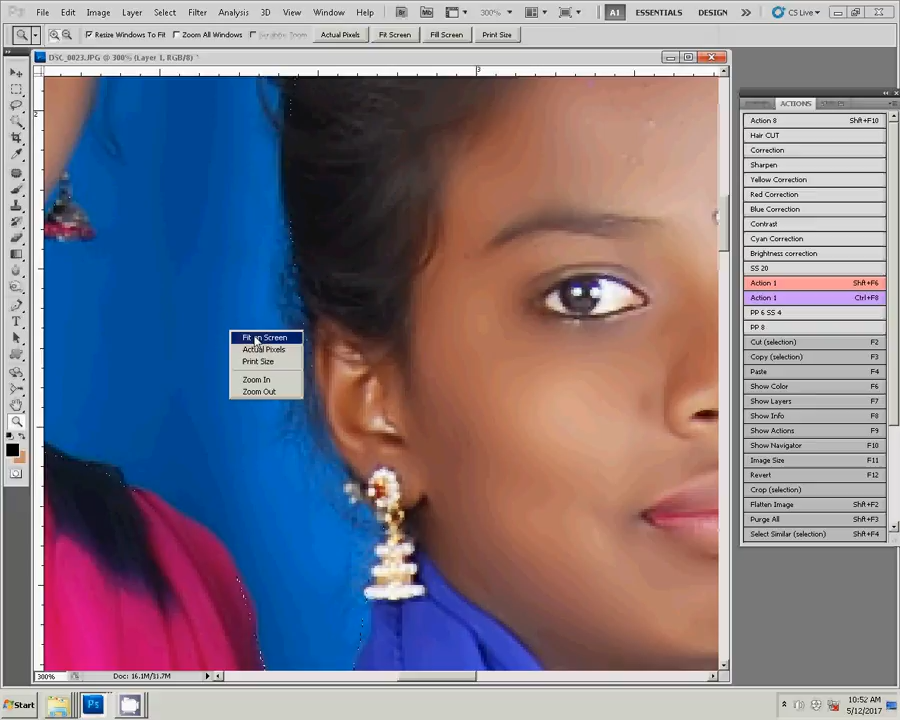 File Edit Image Layer Select Filter Analysis 3D View Window Help
300%
ESSENTIALS
DESIGN
CS Live
Resize Windows To Fit
Zoom All Windows
Actual Pixels
Fit Screen
Fill Screen
Print Size
DSC_0023.JPG @ 300% (Layer 1, RGB/8) *
ACTIONS
Action 8 Shft+F10
Hair CUT
Correction
Sharpen
Yellow Correction
Red Correction
Blue Correction
Contrast
Cyan Correction
Brightness correction
SS 20
Action 1 Shft+F6
Action 1 Ctrl+F8
PP 6 SS 4
PP 8
Cut (selection) F2
Copy (selection) F3
Paste F4
Show Color F6
Show Layers F7
Show Info F8
Show Actions F9
Show Navigator F10
Image Size F11
Revert F12
Crop (selection)
Flatten Image Shft+F2
Purge All Shft+F3
Select Similar (selection) Shft+F4
Fit on Screen
Actual Pixels
Print Size
Zoom In
Zoom Out
300%
Doc: 16.1M/11.7M
Start
10:52 AM
5/12/2017